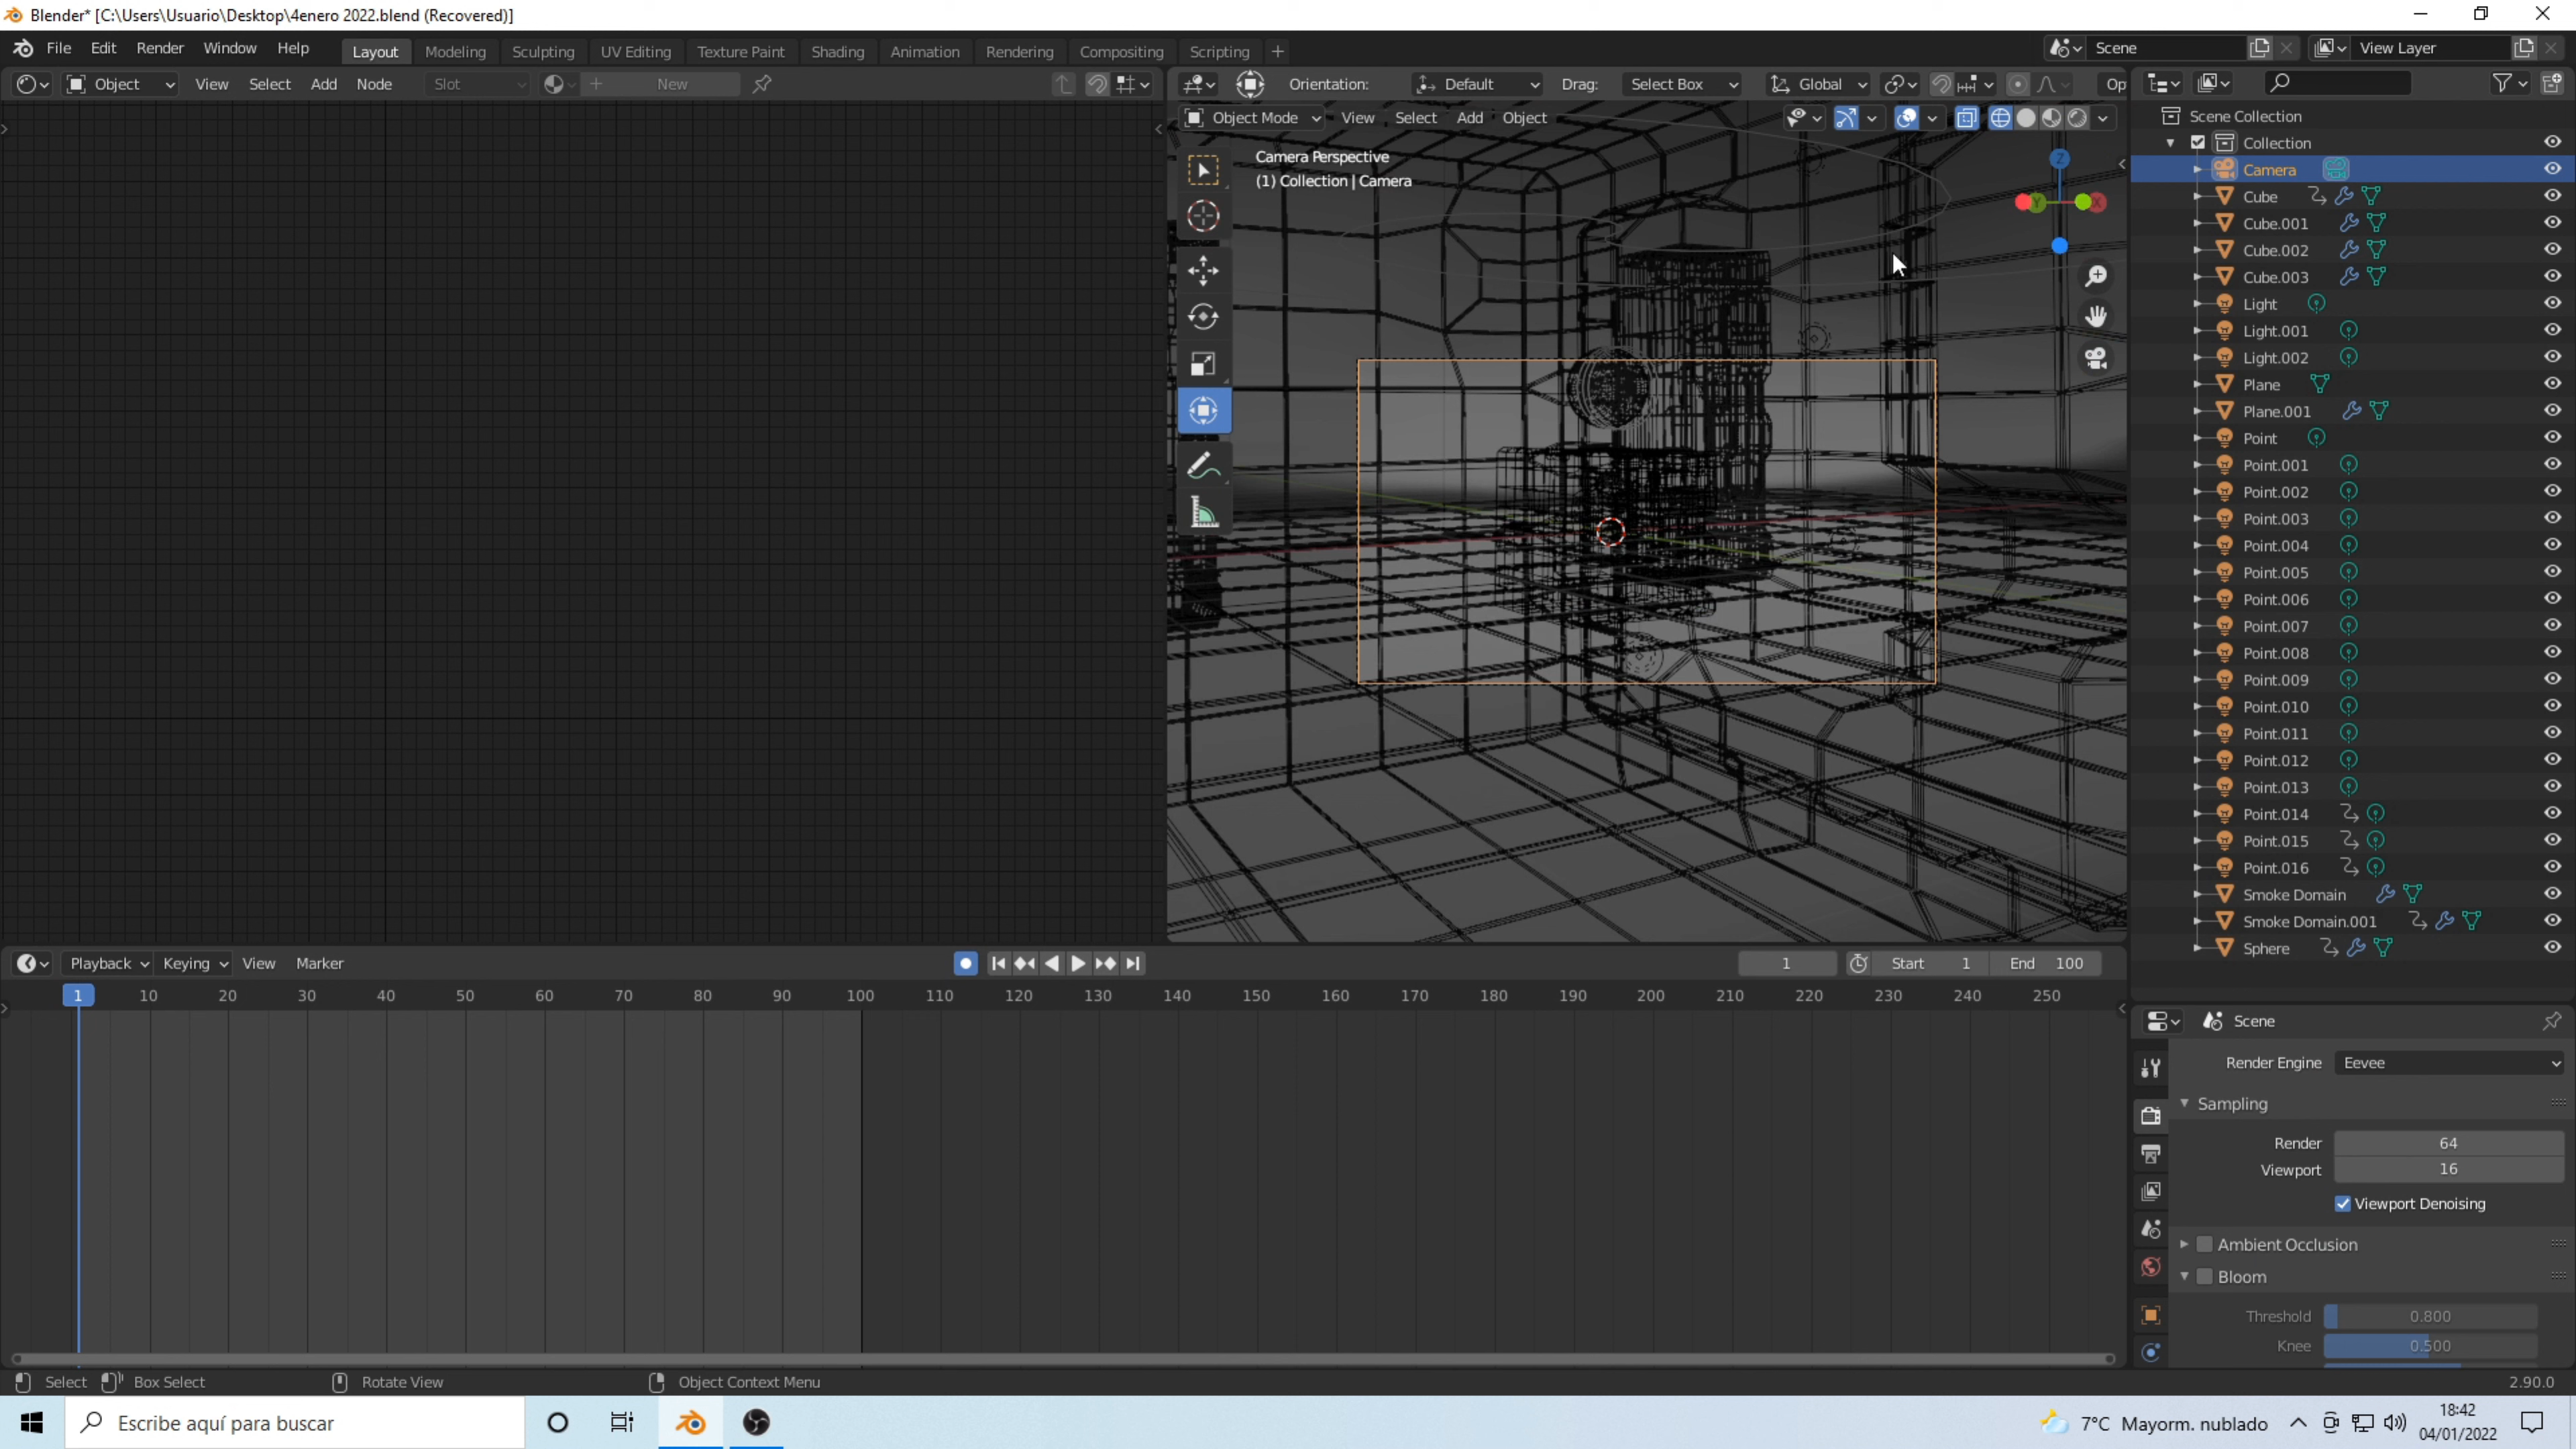 Blender* [C:\Users\Usuario\Desktop\4enero 2022.blend (Recovered)]
File Edit Render Window Help Layout Modeling Sculpting UV Editing Texture Paint Shading Animation Rendering Compositing Scripting + Scene View Layer
Object View Select Add Node Slot New Orientation: Default Drag: Select Box Global Op
Object Mode View Select Add Object
Camera Perspective
(1) Collection | Camera
Z
Y
X
Scene Collection
Collection
Camera
Cube
Cube.001
Cube.002
Cube.003
Light
Light.001
Light.002
Plane
Plane.001
Point
Point.001
Point.002
Point.003
Point.004
Point.005
Point.006
Point.007
Point.008
Point.009
Point.010
Point.011
Point.012
Point.013
Point.014
Point.015
Point.016
Smoke Domain
Smoke Domain.001
Sphere
Playback Keying View Marker 1 Start 1 End 100
1 10 20 30 40 50 60 70 80 90 100 110 120 130 140 150 160 170 180 190 200 210 220 230 240 250
Scene
Render Engine Eevee
Sampling
Render 64
Viewport 16
Viewport Denoising
Ambient Occlusion
Bloom
Threshold 0.800
Knee 0.500
Select Box Select Rotate View Object Context Menu 2.90.0
Escribe aquí para buscar
7°C Mayorm. nublado
18:42
04/01/2022